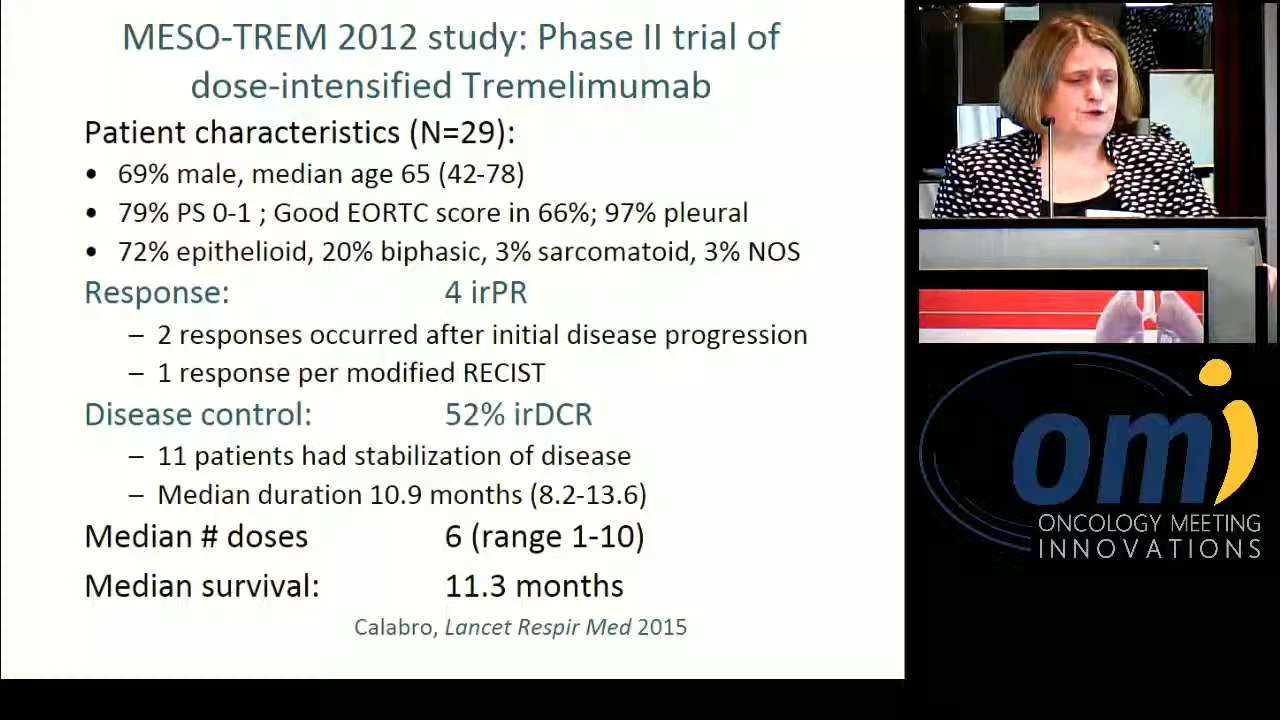 MESO-TREM 2012 study: Phase II trial of
dose-intensified Tremelimumab
Patient characteristics (N=29):
• 69% male, median age 65 (42-78)
• 79% PS 0-1 ; Good EORTC score in 66%; 97% pleural
• 72% epithelioid, 20% biphasic, 3% sarcomatoid, 3% NOS
Response: 4 irPR
– 2 responses occurred after initial disease progression
– 1 response per modified RECIST
Disease control: 52% irDCR
– 11 patients had stabilization of disease
– Median duration 10.9 months (8.2-13.6)
Median # doses 6 (range 1-10)
Median survival: 11.3 months
Calabro, Lancet Respir Med 2015
omi
ONCOLOGY MEETING
INNOVATIONS